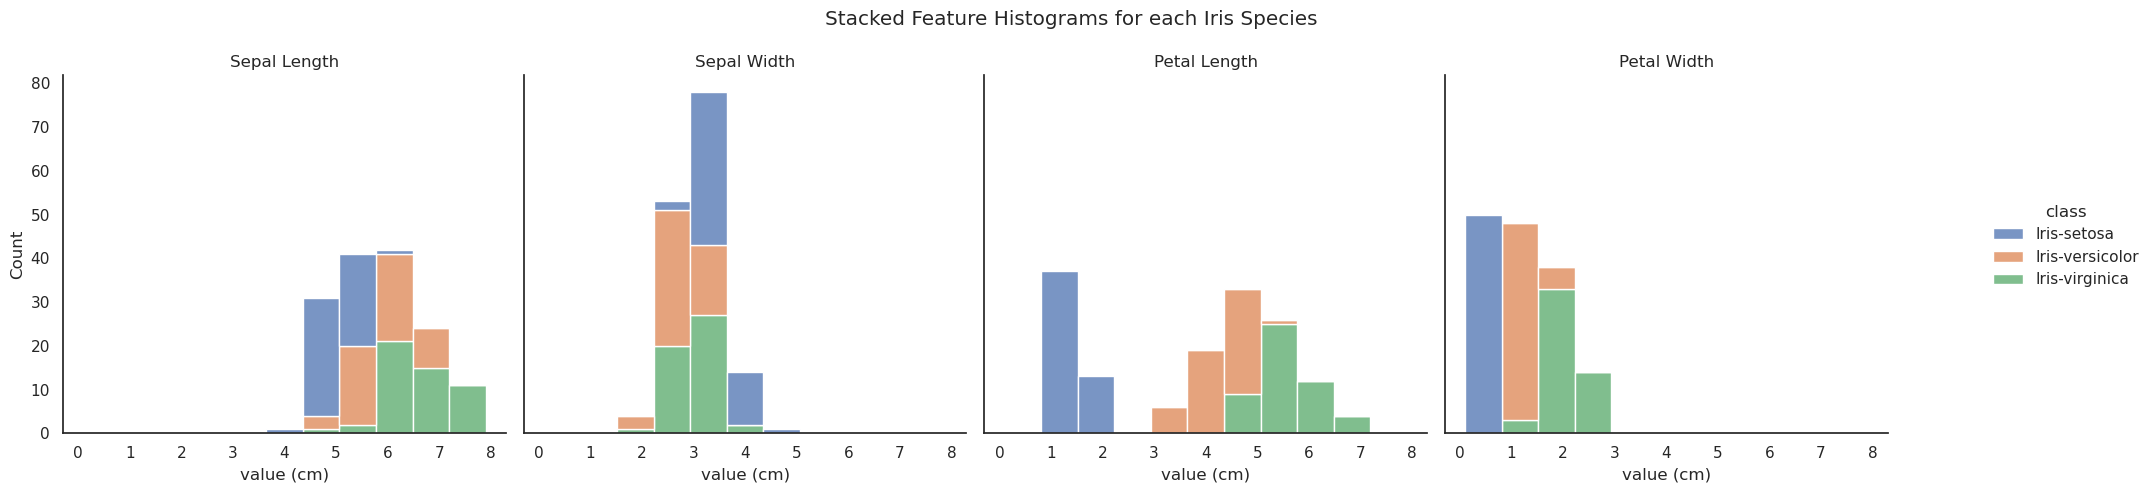 Stacked Feature Histograms for each Iris Species
Sepal Length
Sepal Width
Petal Length
Petal Width
80
70
60
50
40
30
20
10
0
Count
0 1 2 3 4 5 6 7 8
0 1 2 3 4 5 6 7 8
0 1 2 3 4 5 6 7 8
0 1 2 3 4 5 6 7 8
value (cm)
value (cm)
value (cm)
value (cm)
class
Iris-setosa
Iris-versicolor
Iris-virginica